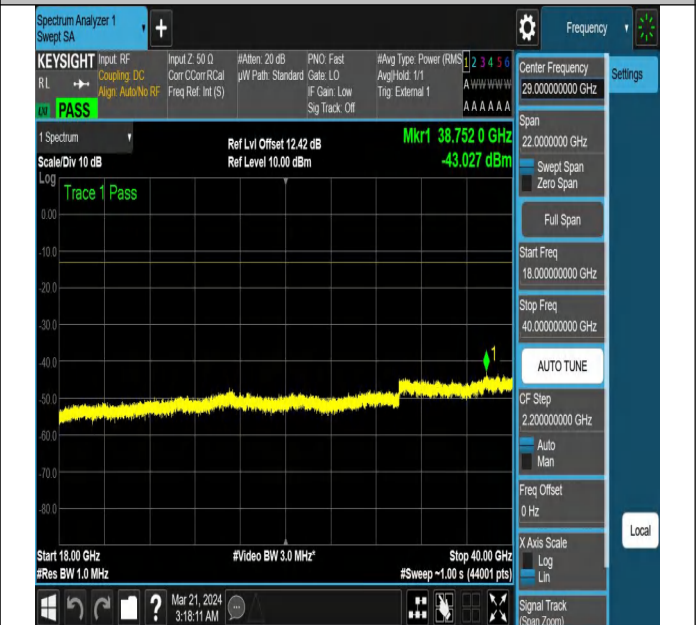 Spectrum Analyzer 1
Swept SA
+
Frequency
KEYSIGHT
RL
PASS
Input: RF
Coupling: DC
Align: Auto/No RF
Input Z: 50 Ω
Corr CCorr RCal
Freq Ref: Int (S)
#Atten: 20 dB
µW Path: Standard
PNO: Fast
Gate: LO
IF Gain: Low
Sig Track: Off
#Avg Type: Power (RMS
Avg|Hold: 1/1
Trig: External 1
1 2 3 4 5 6
A W W W W W
A A A A A A
Center Frequency
29.000000000 GHz
Settings
1 Spectrum
Scale/Div 10 dB
Ref Lvl Offset 12.42 dB
Ref Level 10.00 dBm
Mkr1 38.752 0 GHz
-43.027 dBm
Log
Trace 1 Pass
0.00
-10.0
-20.0
-30.0
-40.0
-50.0
-60.0
-70.0
-80.0
1
Start 18.00 GHz
#Res BW 1.0 MHz
#Video BW 3.0 MHz*
Stop 40.00 GHz
#Sweep ~1.00 s (44001 pts)
Span
22.0000000 GHz
Swept Span
Zero Span
Full Span
Start Freq
18.000000000 GHz
Stop Freq
40.000000000 GHz
AUTO TUNE
CF Step
2.200000000 GHz
Auto
Man
Freq Offset
0 Hz
X Axis Scale
Log
Lin
Local
Signal Track
(Span Zoom)
?
Mar 21, 2024
3:18:11 AM